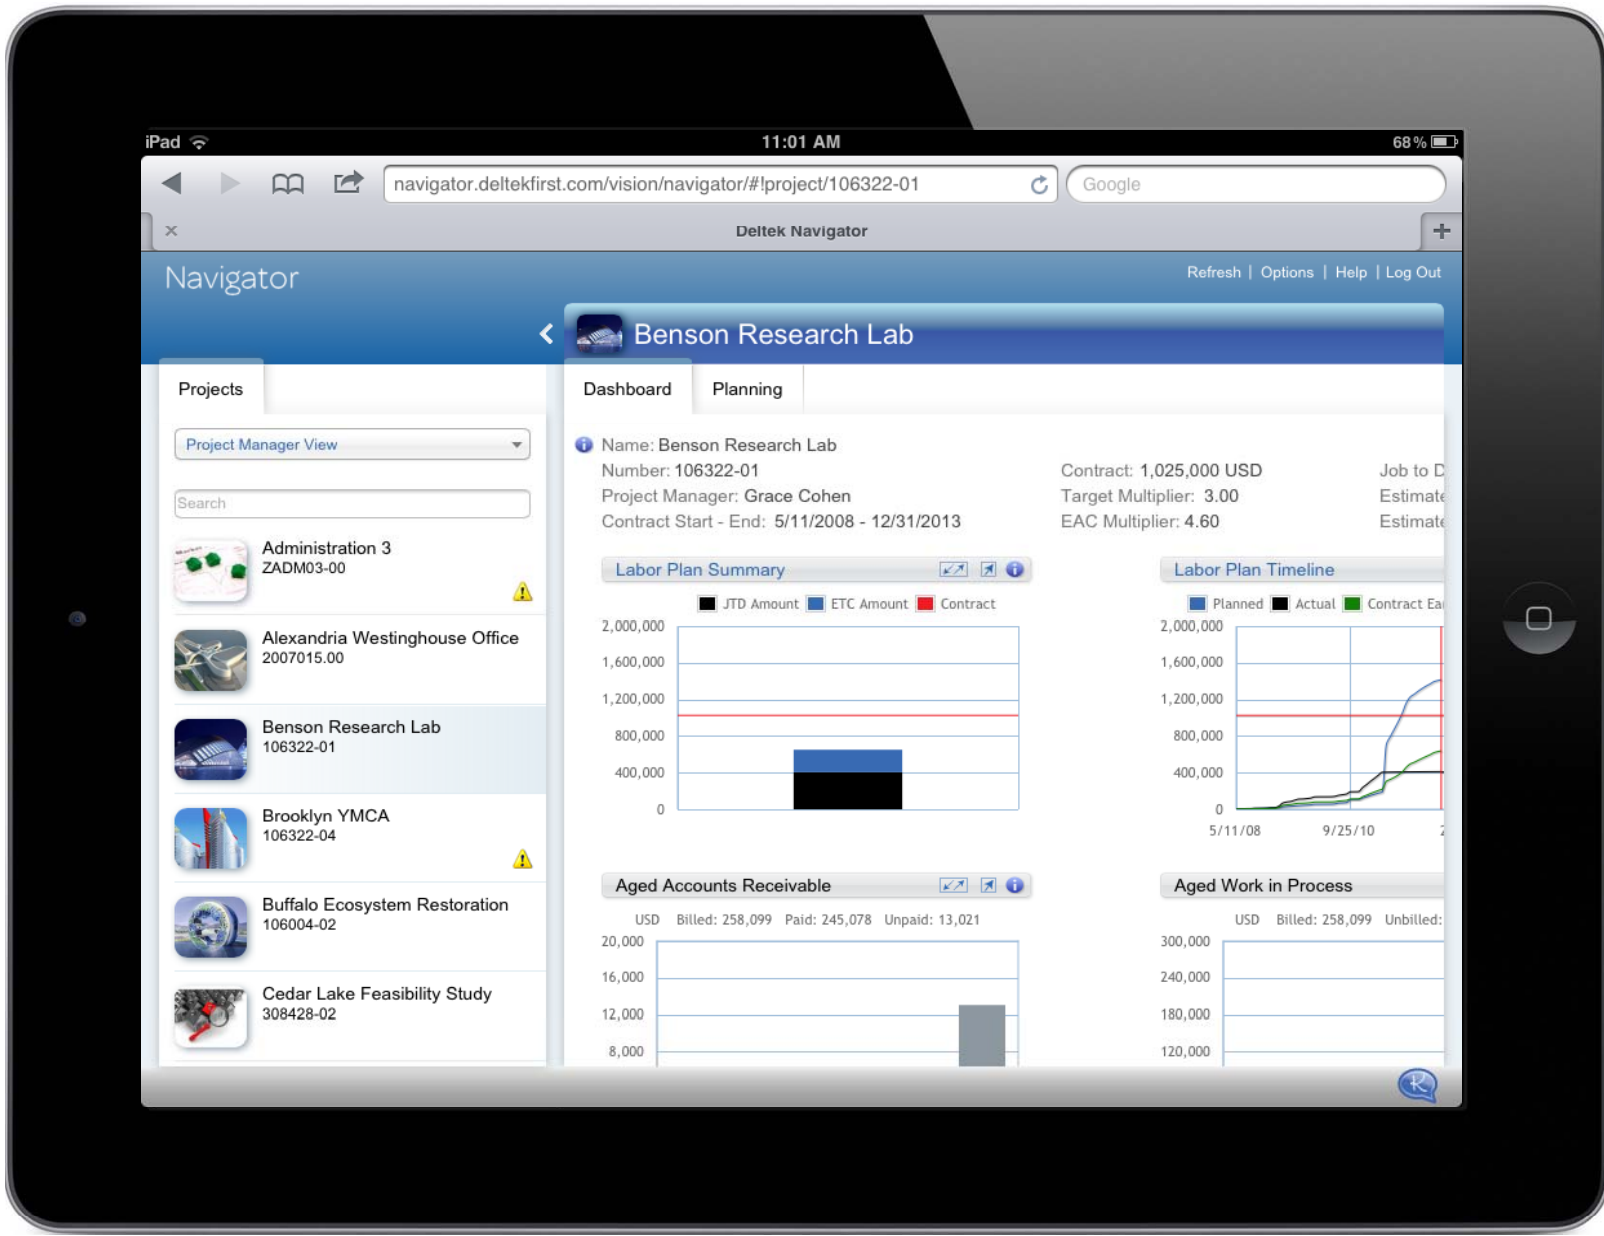 iPad 11:01 AM 68%
navigator.deltekfirst.com/vision/navigator/#!project/106322-01
Google
Deltek Navigator
Navigator
Refresh | Options | Help | Log Out
Benson Research Lab
Projects
Project Manager View
Search
Administration 3
ZADM03-00
Alexandria Westinghouse Office
2007015.00
Benson Research Lab
106322-01
Brooklyn YMCA
106322-04
Buffalo Ecosystem Restoration
106004-02
Cedar Lake Feasibility Study
308428-02
Dashboard Planning
Name: Benson Research Lab
Number: 106322-01 Contract: 1,025,000 USD Job to D
Project Manager: Grace Cohen Target Multiplier: 3.00 Estimate
Contract Start - End: 5/11/2008 - 12/31/2013 EAC Multiplier: 4.60 Estimate
Labor Plan Summary
JTD Amount ETC Amount Contract
2,000,000
1,600,000
1,200,000
800,000
400,000
0
Labor Plan Timeline
Planned Actual Contract Ea
2,000,000
1,600,000
1,200,000
800,000
400,000
0
5/11/08 9/25/10 2
Aged Accounts Receivable
USD Billed: 258,099 Paid: 245,078 Unpaid: 13,021
20,000
16,000
12,000
8,000
Aged Work in Process
USD Billed: 258,099 Unbilled:
300,000
240,000
180,000
120,000
K